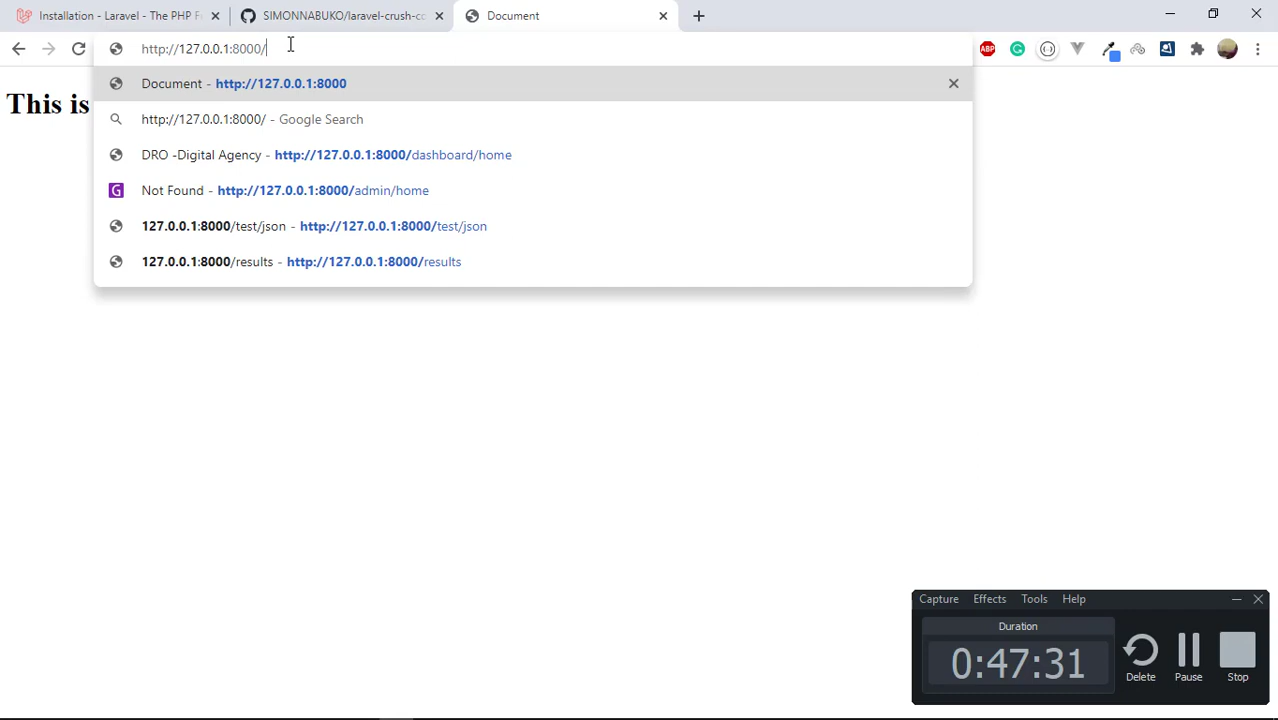 Installation - Laravel - The PHP F
SIMONNABUKO/laravel-crush-co
Document
http://127.0.0.1:8000/
ABP
Document - http://127.0.0.1:8000
This is
http://127.0.0.1:8000/ - Google Search
DRO -Digital Agency - http://127.0.0.1:8000/dashboard/home
G Not Found - http://127.0.0.1:8000/admin/home
127.0.0.1:8000/test/json - http://127.0.0.1:8000/test/json
127.0.0.1:8000/results - http://127.0.0.1:8000/results
Capture Effects Tools Help
Duration
0:47:31
Delete Pause Stop